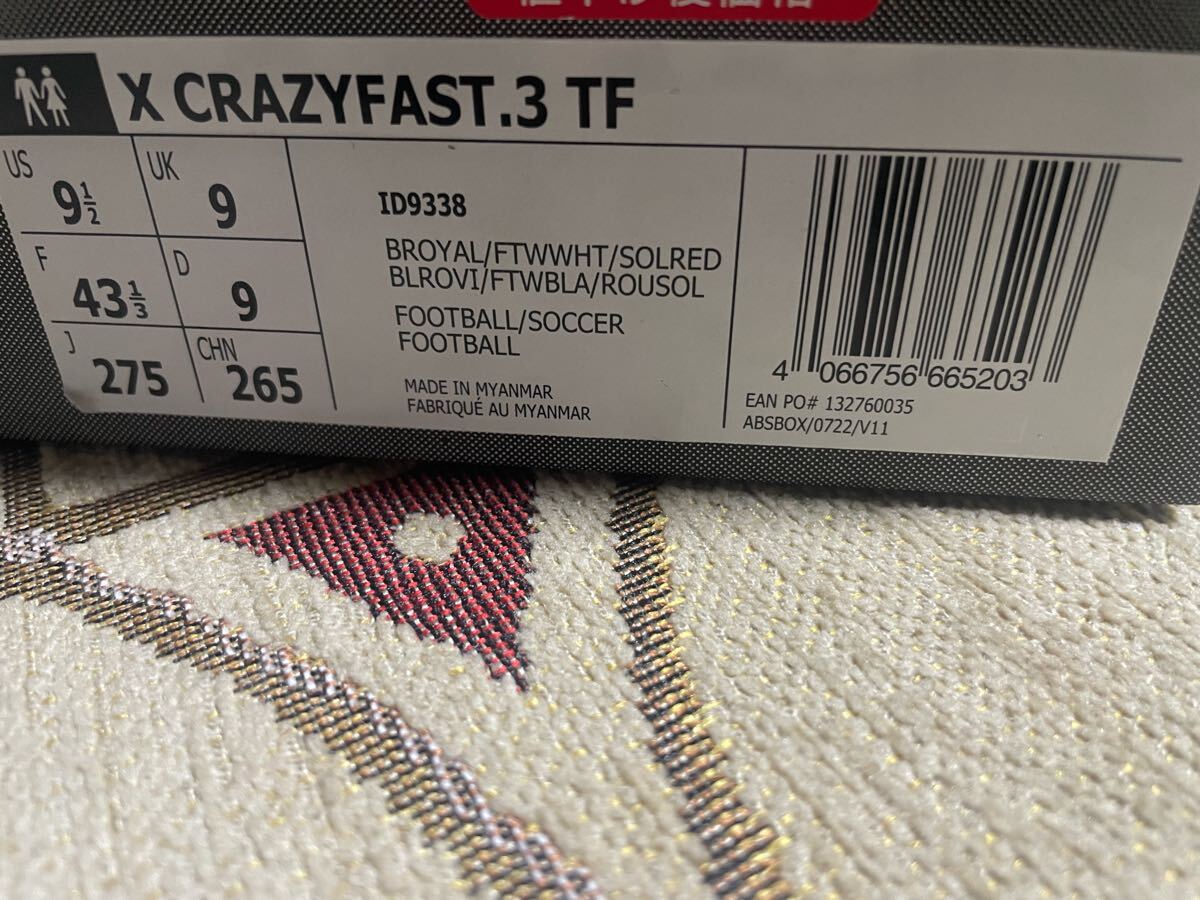 X CRAZYFAST.3 TF
US 9½ UK 9
F 43⅓ D 9
J 275 CHN 265
ID9338
BROYAL/FTWWHT/SOLRED
BLROVI/FTWBLA/ROUSOL
FOOTBALL/SOCCER
FOOTBALL
MADE IN MYANMAR
FABRIQUÉ AU MYANMAR
4 066756 665203
EAN PO# 132760035
ABSBOX/0722/V11